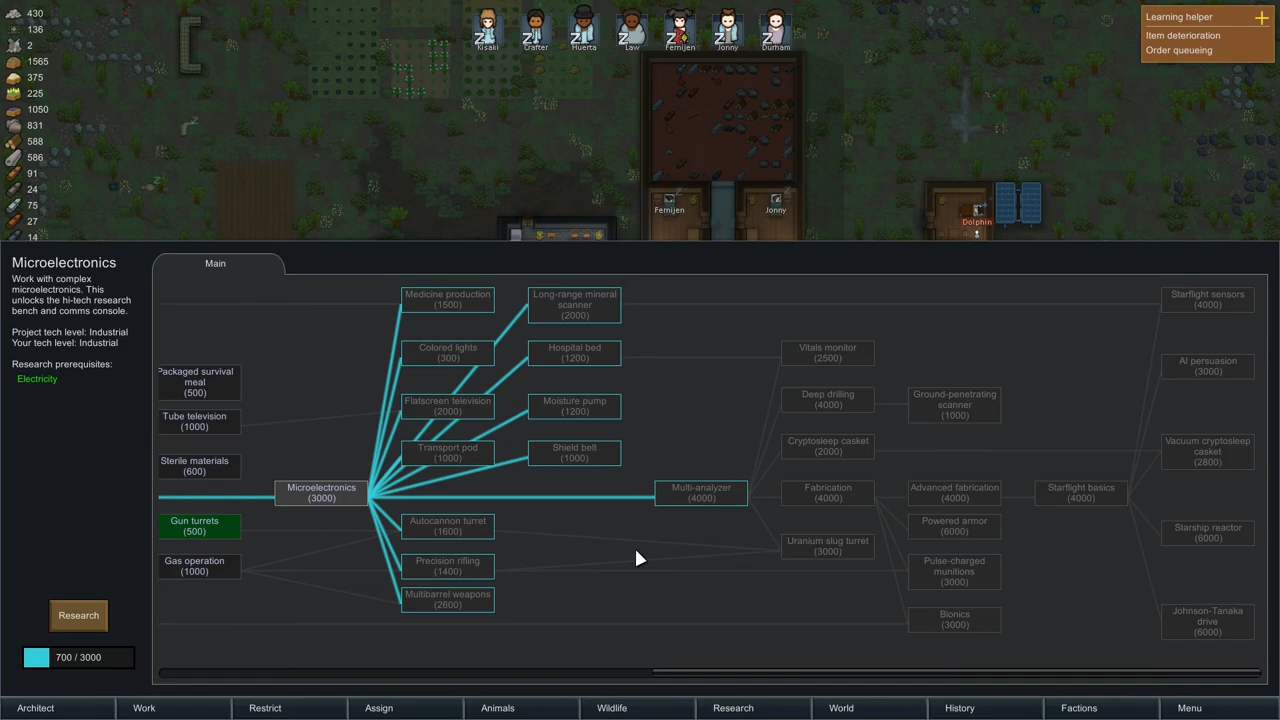 430
136
2
1565
375
225
1050
831
588
586
91
24
75
27
14
Kisaki
Crafter
Huerta
Law
Femijen
Jonny
Durham
Learning helper
Item deterioration
Order queueing
Femijen
Jonny
Dolphin
Microelectronics
Work with complex
microelectronics. This
unlocks the hi-tech research
bench and comms console.
Project tech level: Industrial
Your tech level: Industrial
Research prerequisites:
Electricity
Research
700 / 3000
Main
Packaged survival
meal
(500)
Tube television
(1000)
Sterile materials
(600)
Gun turrets
(500)
Gas operation
(1000)
Microelectronics
(3000)
Medicine production
(1500)
Colored lights
(300)
Flatscreen television
(2000)
Transport pod
(1000)
Autocannon turret
(1600)
Precision rifling
(1400)
Multibarrel weapons
(2600)
Long-range mineral
scanner
(2000)
Hospital bed
(1200)
Moisture pump
(1200)
Shield belt
(1000)
Multi-analyzer
(4000)
Vitals monitor
(2500)
Deep drilling
(4000)
Cryptosleep casket
(2000)
Fabrication
(4000)
Uranium slug turret
(3000)
Ground-penetrating
scanner
(1000)
Advanced fabrication
(4000)
Powered armor
(6000)
Pulse-charged
munitions
(3000)
Bionics
(3000)
Starflight basics
(4000)
Starflight sensors
(4000)
AI persuasion
(3000)
Vacuum cryptosleep
casket
(2800)
Starship reactor
(6000)
Johnson-Tanaka
drive
(6000)
Architect
Work
Restrict
Assign
Animals
Wildlife
Research
World
History
Factions
Menu